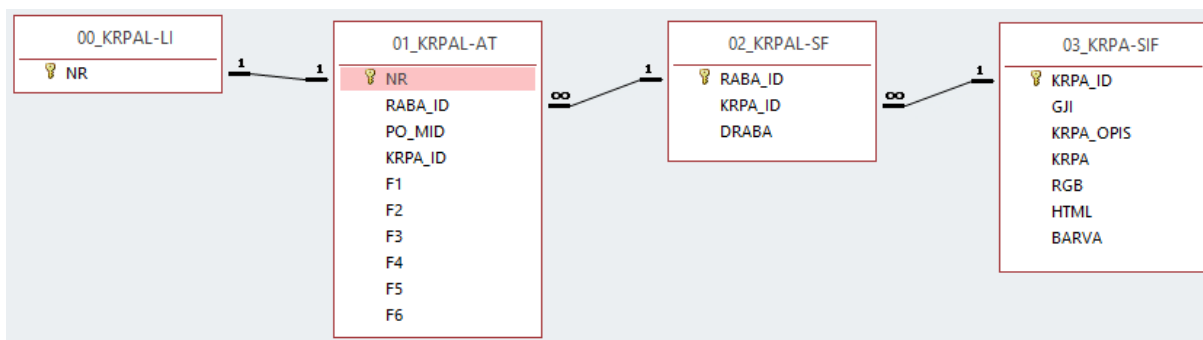 00_KRPAL-LI
NR
1
1
01_KRPAL-AT
NR
RABA_ID
PO_MID
KRPA_ID
F1
F2
F3
F4
F5
F6
∞
1
02_KRPAL-SF
RABA_ID
KRPA_ID
DRABA
∞
1
03_KRPA-SIF
KRPA_ID
GJI
KRPA_OPIS
KRPA
RGB
HTML
BARVA